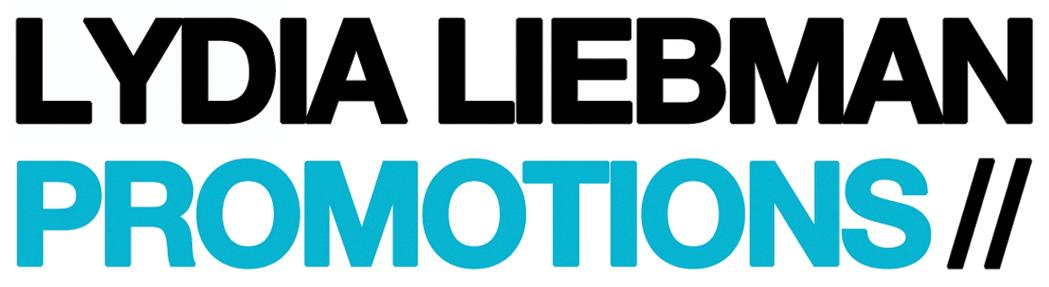 LYDIA LIEBMAN
PROMOTIONS //